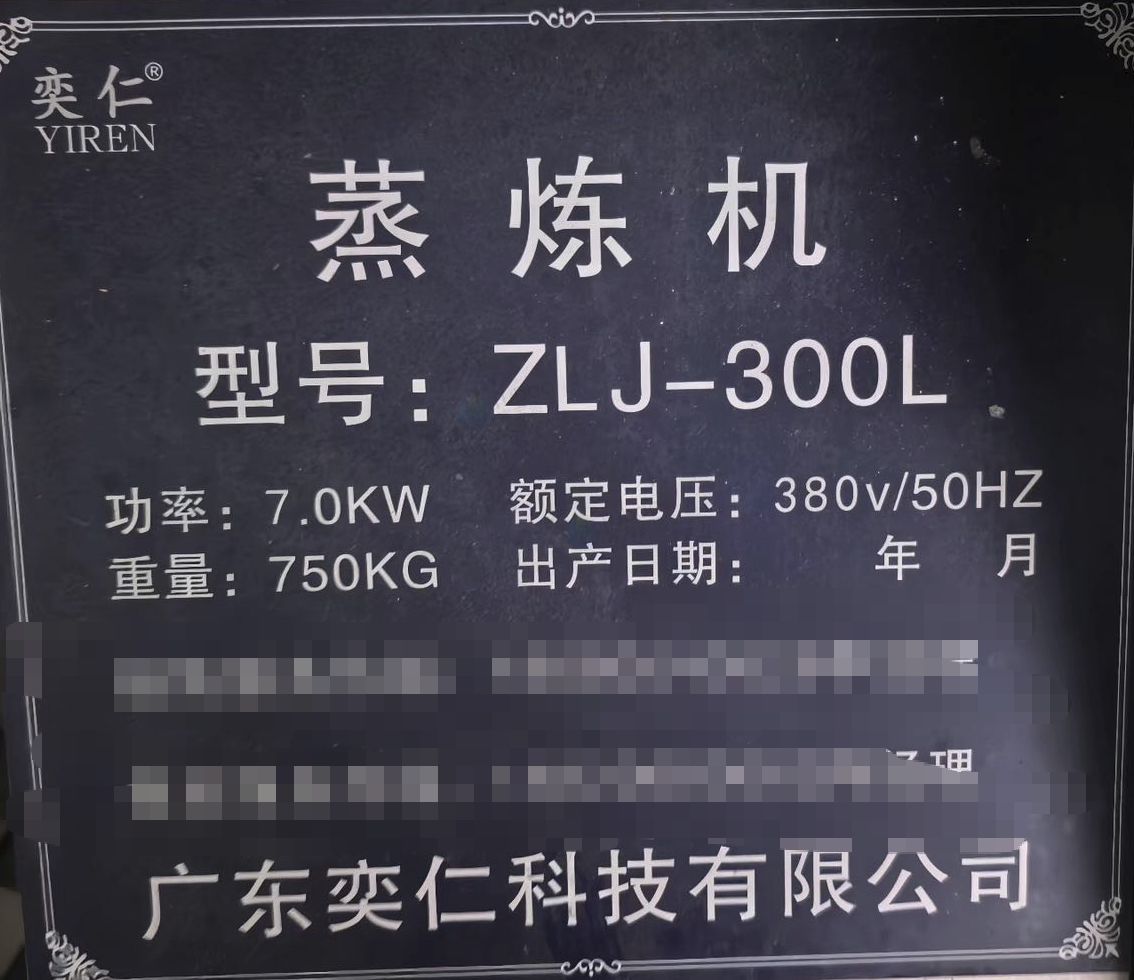 奕仁®
YIREN
蒸炼机
型号：ZLJ-300L
功率：7.0KW 额定电压：380v/50HZ
重量：750KG 出产日期： 年 月
理
广东奕仁科技有限公司